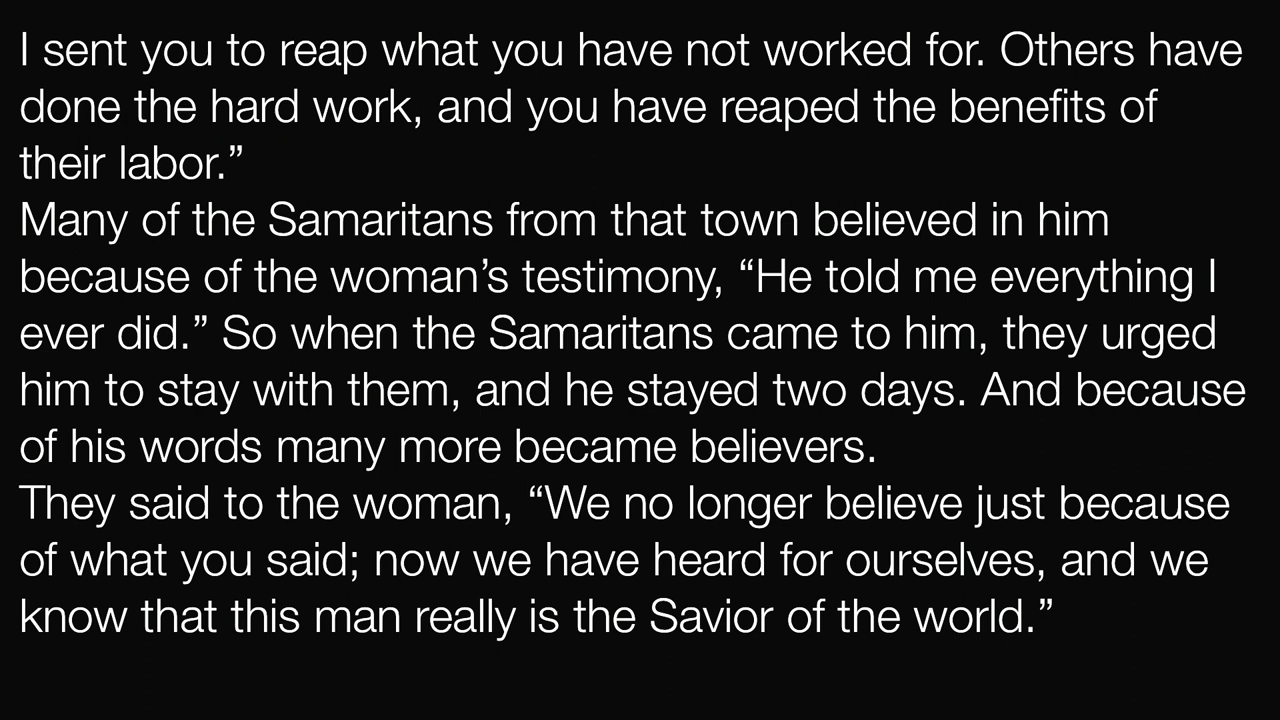 I sent you to reap what you have not worked for. Others have
done the hard work, and you have reaped the benefits of
their labor.”
Many of the Samaritans from that town believed in him
because of the woman’s testimony, “He told me everything I
ever did.” So when the Samaritans came to him, they urged
him to stay with them, and he stayed two days. And because
of his words many more became believers.
They said to the woman, “We no longer believe just because
of what you said; now we have heard for ourselves, and we
know that this man really is the Savior of the world.”